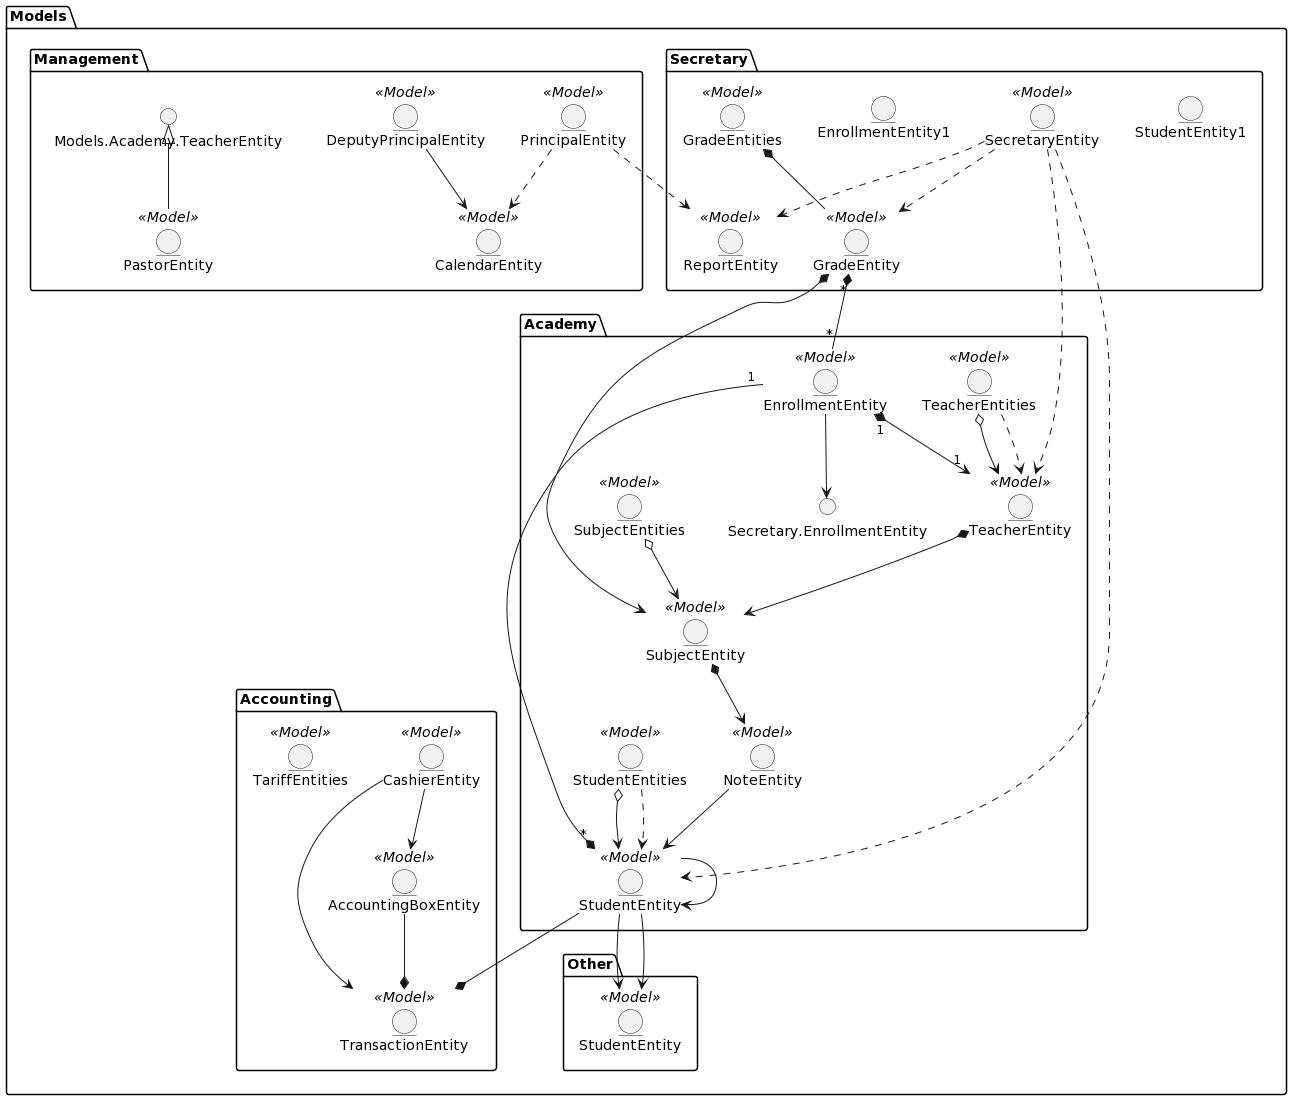 Models
Management
Secretary
«Model»
«Model»
«Model»
«Model»
Models.Academy.TeacherEntity
DeputyPrincipalEntity
PrincipalEntity
GradeEntities
EnrollmentEntity1
SecretaryEntity
StudentEntity1
«Model»
«Model»
«Model»
«Model»
PastorEntity
CalendarEntity
ReportEntity
GradeEntity
*
Academy
*
«Model»
«Model»
1
EnrollmentEntity
TeacherEntities
1
1
«Model»
«Model»
SubjectEntities
Secretary.EnrollmentEntity
TeacherEntity
«Model»
SubjectEntity
Accounting
«Model»
«Model»
«Model»
«Model»
TariffEntities
CashierEntity
StudentEntities
NoteEntity
*
«Model»
«Model»
AccountingBoxEntity
StudentEntity
Other
«Model»
«Model»
TransactionEntity
StudentEntity